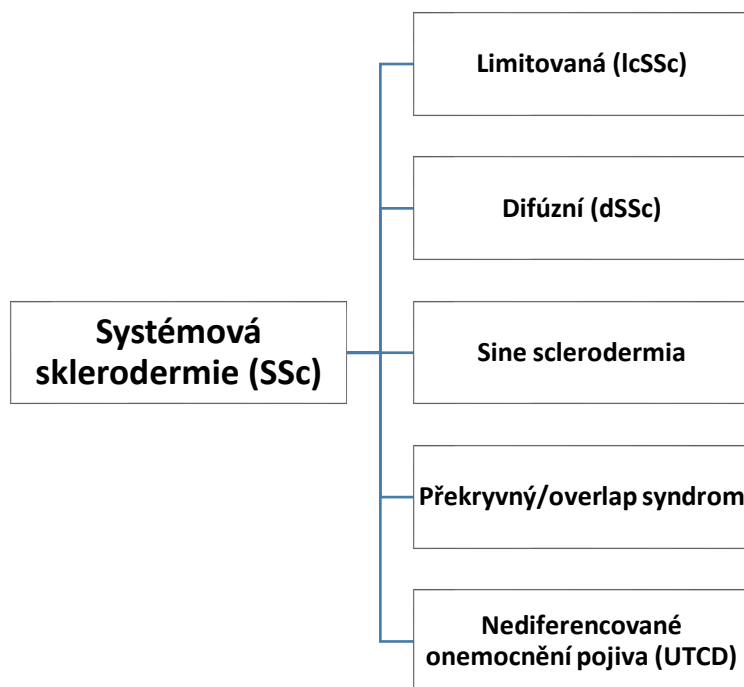 Limitovaná (lcSSc)
Difúzní (dSSc)
Systémová
sklerodermie (SSc)
Sine sclerodermia
Překryvný/overlap syndrom
Nediferencované
onemocnění pojiva (UTCD)